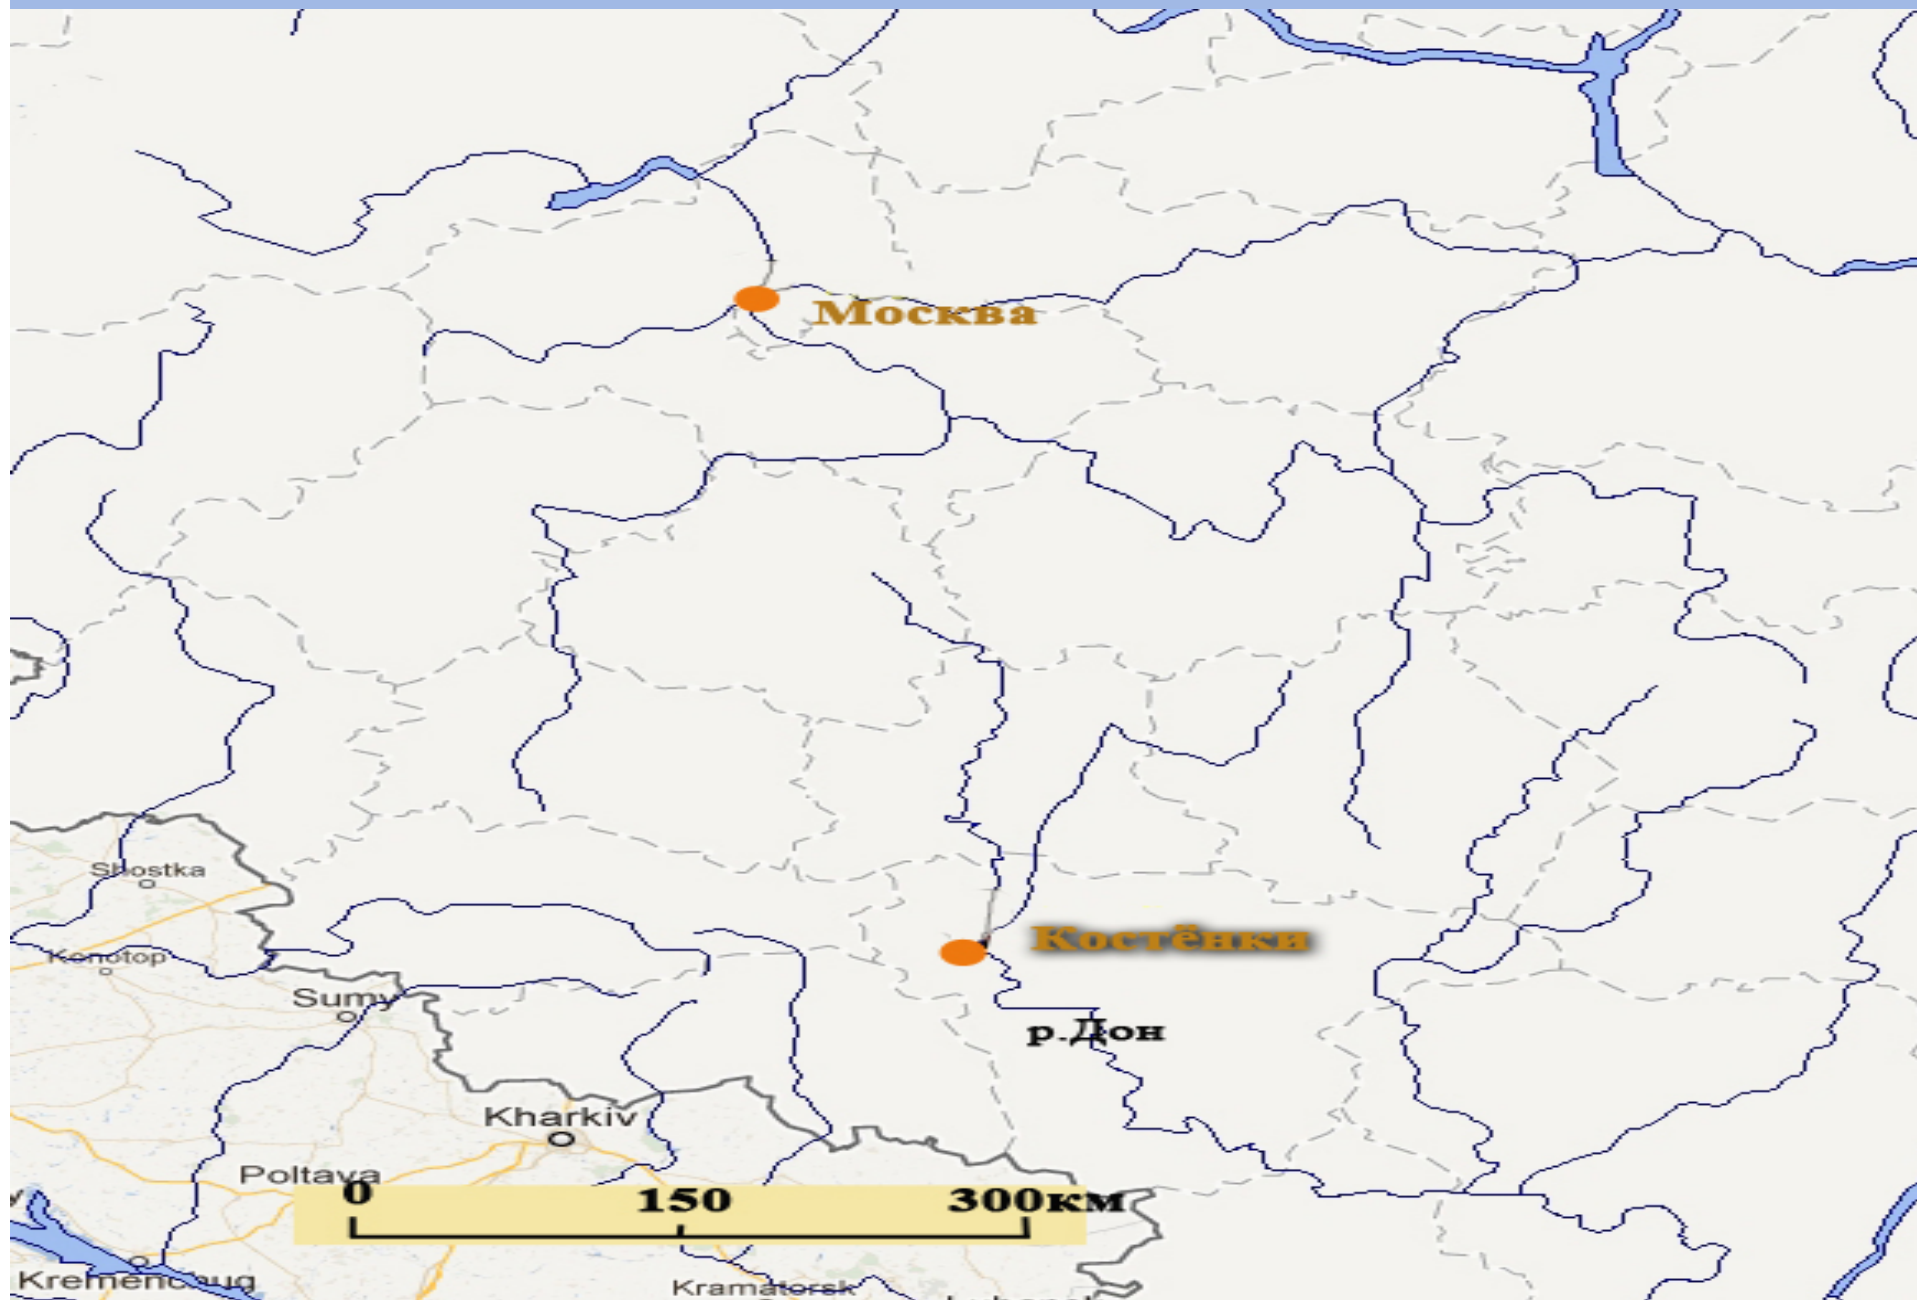 Москва
Shostka
Костёнки
Konotop
Sumy
р.Дон
Kharkiv
Poltava
0 150 300км
Kremenchug
Kramatorsk